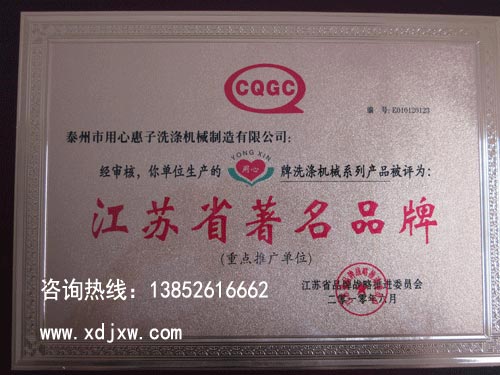 CQGC
编 号:E010120123
泰州市用心惠子洗涤机械制造有限公司:
YONG XIN
经审核,你单位生产的 用心 牌洗涤机械系列产品被评为:
江苏省著名品牌
(重点推广单位)
江苏省品牌战略推进委员会
二零一零年六月
咨询热线:13852616662
www.xdjxw.com